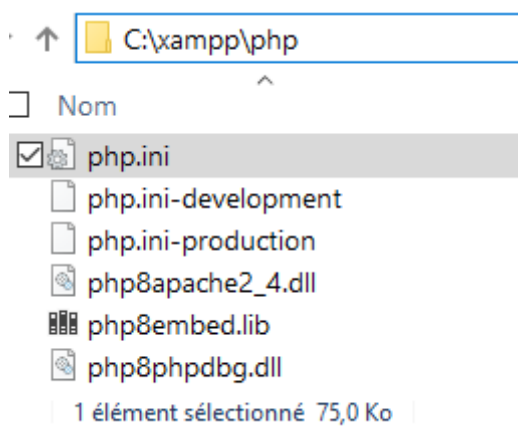 C:\xampp\php
Nom
php.ini
php.ini-development
php.ini-production
php8apache2_4.dll
php8embed.lib
php8phpdbg.dll
1 élément sélectionné 75,0 Ko